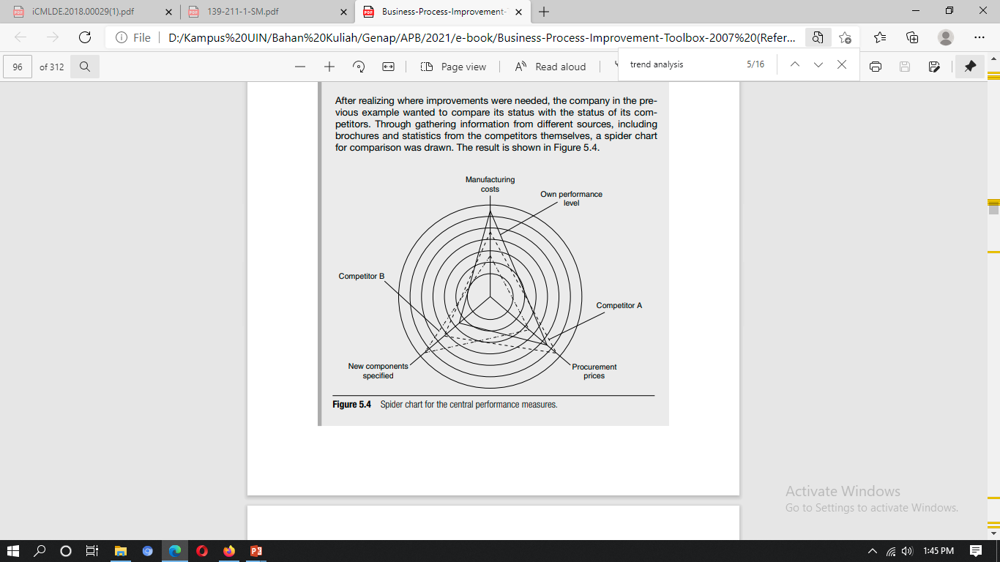 iCMLDE.2018.00029(1).pdf
139-211-1-SM.pdf
Business-Process-Improvement-
File
D:/Kampus%20UIN/Bahan%20Kuliah/Genap/APB/2021/e-book/Business-Process-Improvement-Toolbox-2007%20(Refer...
96 of 312
Page view
Read aloud
trend analysis 5/16
After realizing where improvements were needed, the company in the pre-
vious example wanted to compare its status with the status of its com-
petitors. Through gathering information from different sources, including
brochures and statistics from the competitors themselves, a spider chart
for comparison was drawn. The result is shown in Figure 5.4.
Manufacturing
costs
Own performance
level
Competitor B
Competitor A
New components
specified
Procurement
prices
Figure 5.4 Spider chart for the central performance measures.
Activate Windows
Go to Settings to activate Windows.
1:45 PM